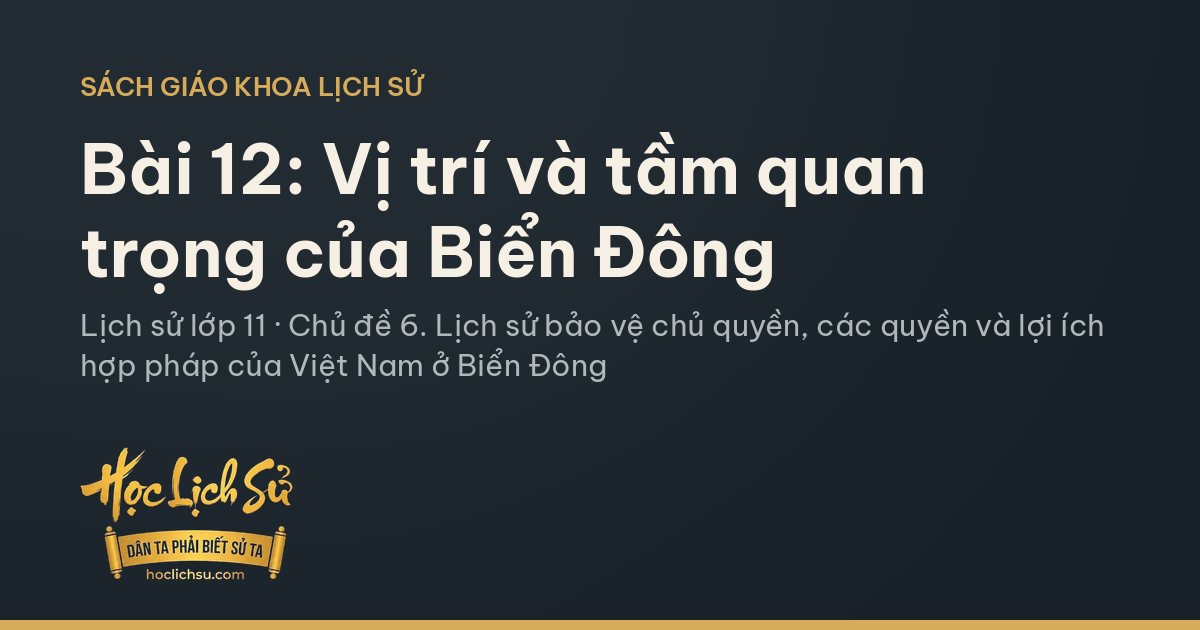 SÁCH GIÁO KHOA LỊCH SỬ
Bài 12: Vị trí và tầm quan
trọng của Biển Đông
Lịch sử lớp 11 · Chủ đề 6. Lịch sử bảo vệ chủ quyền, các quyền và lợi ích
hợp pháp của Việt Nam ở Biển Đông
Học Lịch Sử
DÂN TA PHẢI BIẾT SỬ TA
hoclichsu.com